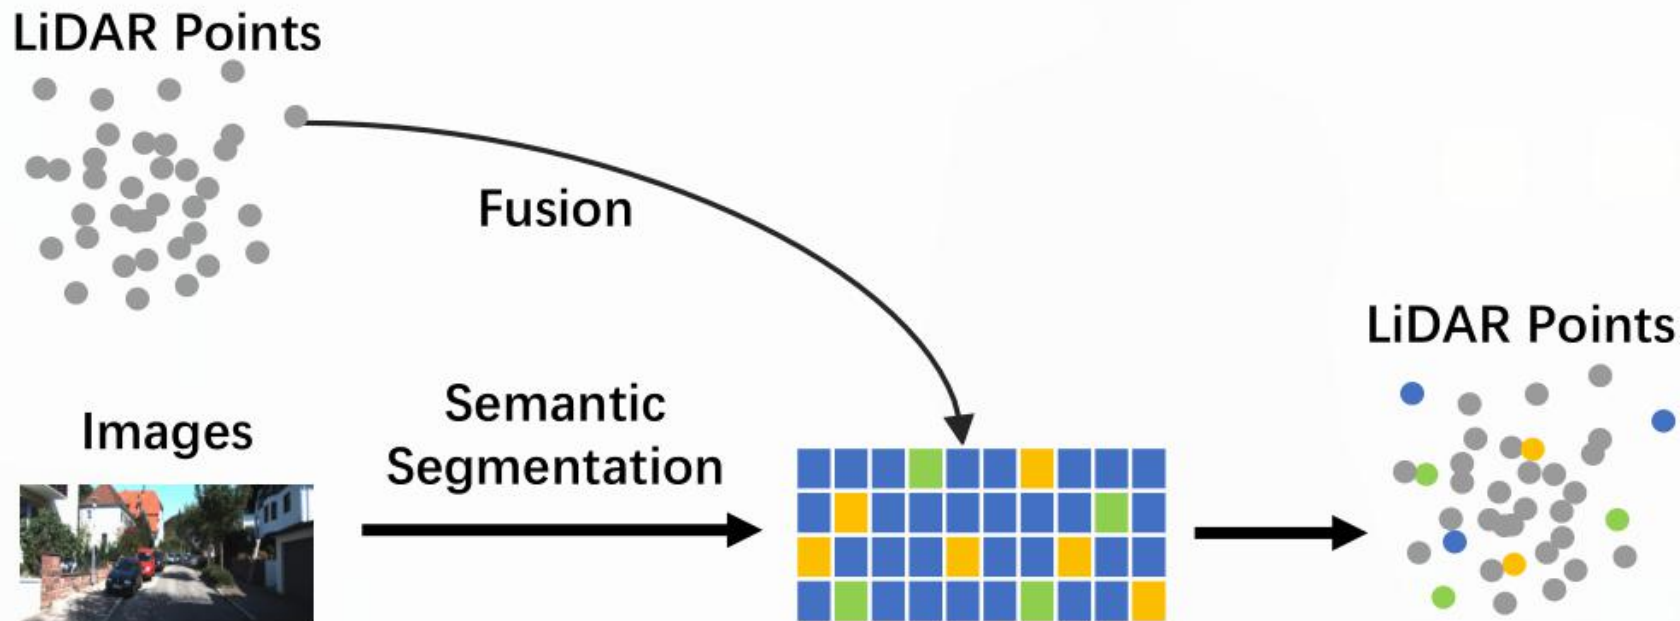 LiDAR Points
Fusion
LiDAR Points
Images
Semantic
Segmentation